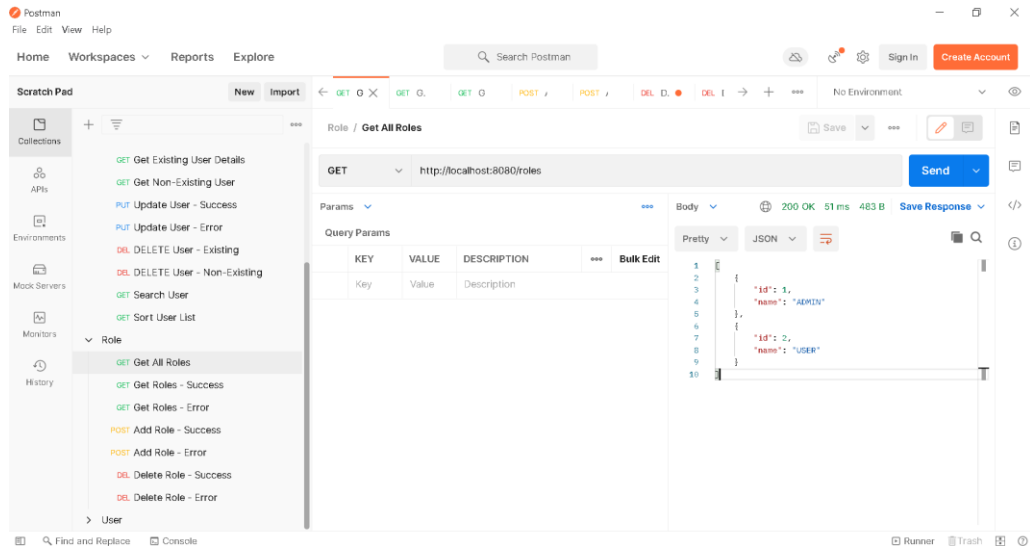 Postman
File Edit View Help
Home Workspaces Reports Explore
Search Postman
Sign In
Create Account
Scratch Pad
New
Import
GET G
GET G.
GET G
POST /
POST /
DEL D.
DEL
No Environment
Collections
APIs
Environments
Mock Servers
Monitors
History
GET Get Existing User Details
GET Get Non-Existing User
PUT Update User - Success
PUT Update User - Error
DEL DELETE User - Existing
DEL DELETE User - Non-Existing
GET Search User
GET Sort User List
Role
GET Get All Roles
GET Get Roles - Success
GET Get Roles - Error
POST Add Role - Success
POST Add Role - Error
DEL Delete Role - Success
DEL Delete Role - Error
User
Role / Get All Roles
Save
GET
http://localhost:8080/roles
Send
Params
Query Params
KEY VALUE DESCRIPTION
Bulk Edit
Key Value Description
Body
200 OK 51 ms 483 B Save Response
Pretty JSON
1 [
2 {
3 "id": 1,
4 "name": "ADMIN"
5 },
6 {
7 "id": 2,
8 "name": "USER"
9 }
10 ]
Find and Replace Console
Runner Trash